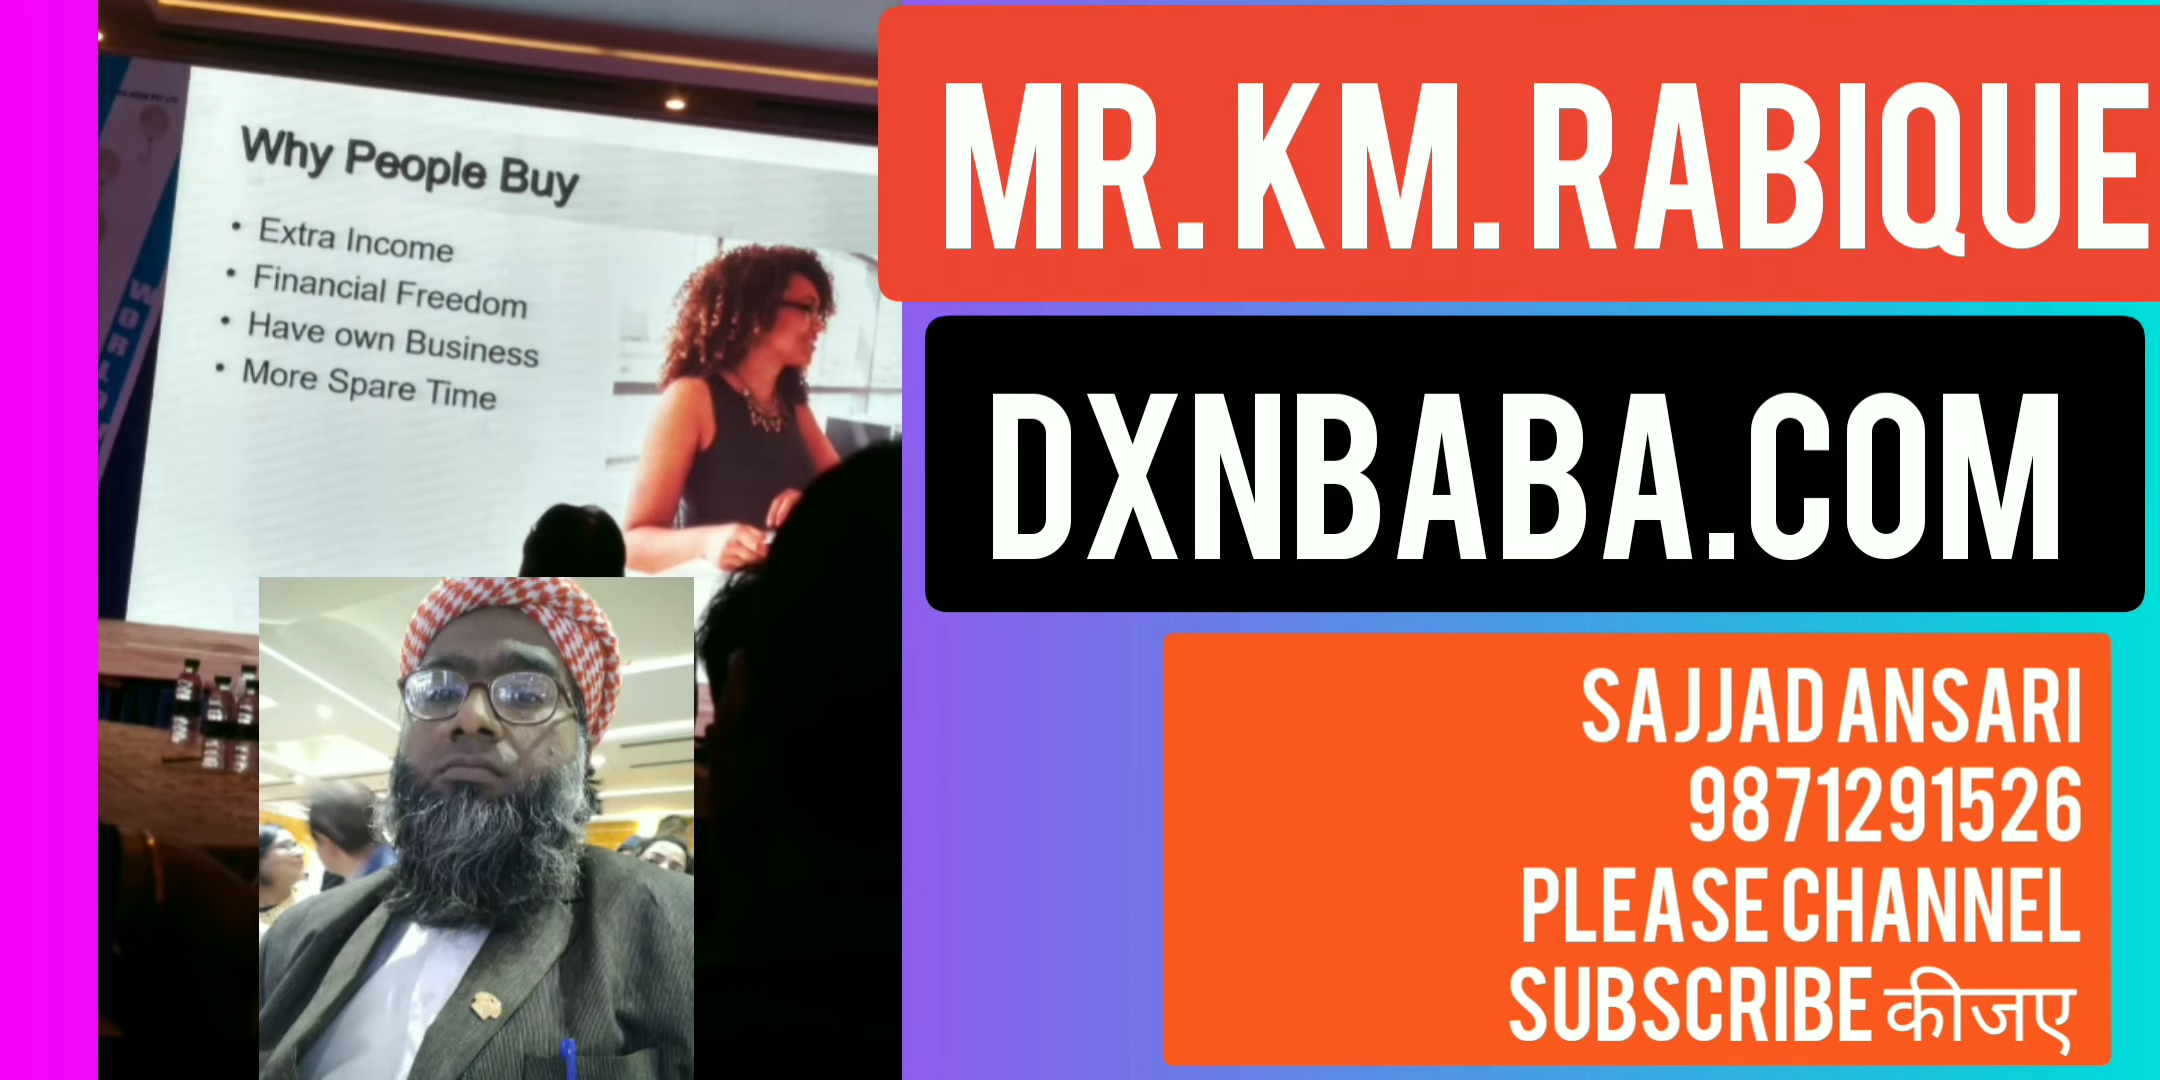 Why People Buy
• Extra Income
• Financial Freedom
• Have own Business
• More Spare Time
WORLD
MR. KM. RABIQUE
DXNBABA.COM
SAJJAD ANSARI
9871291526
PLEASE CHANNEL
SUBSCRIBE कीजए